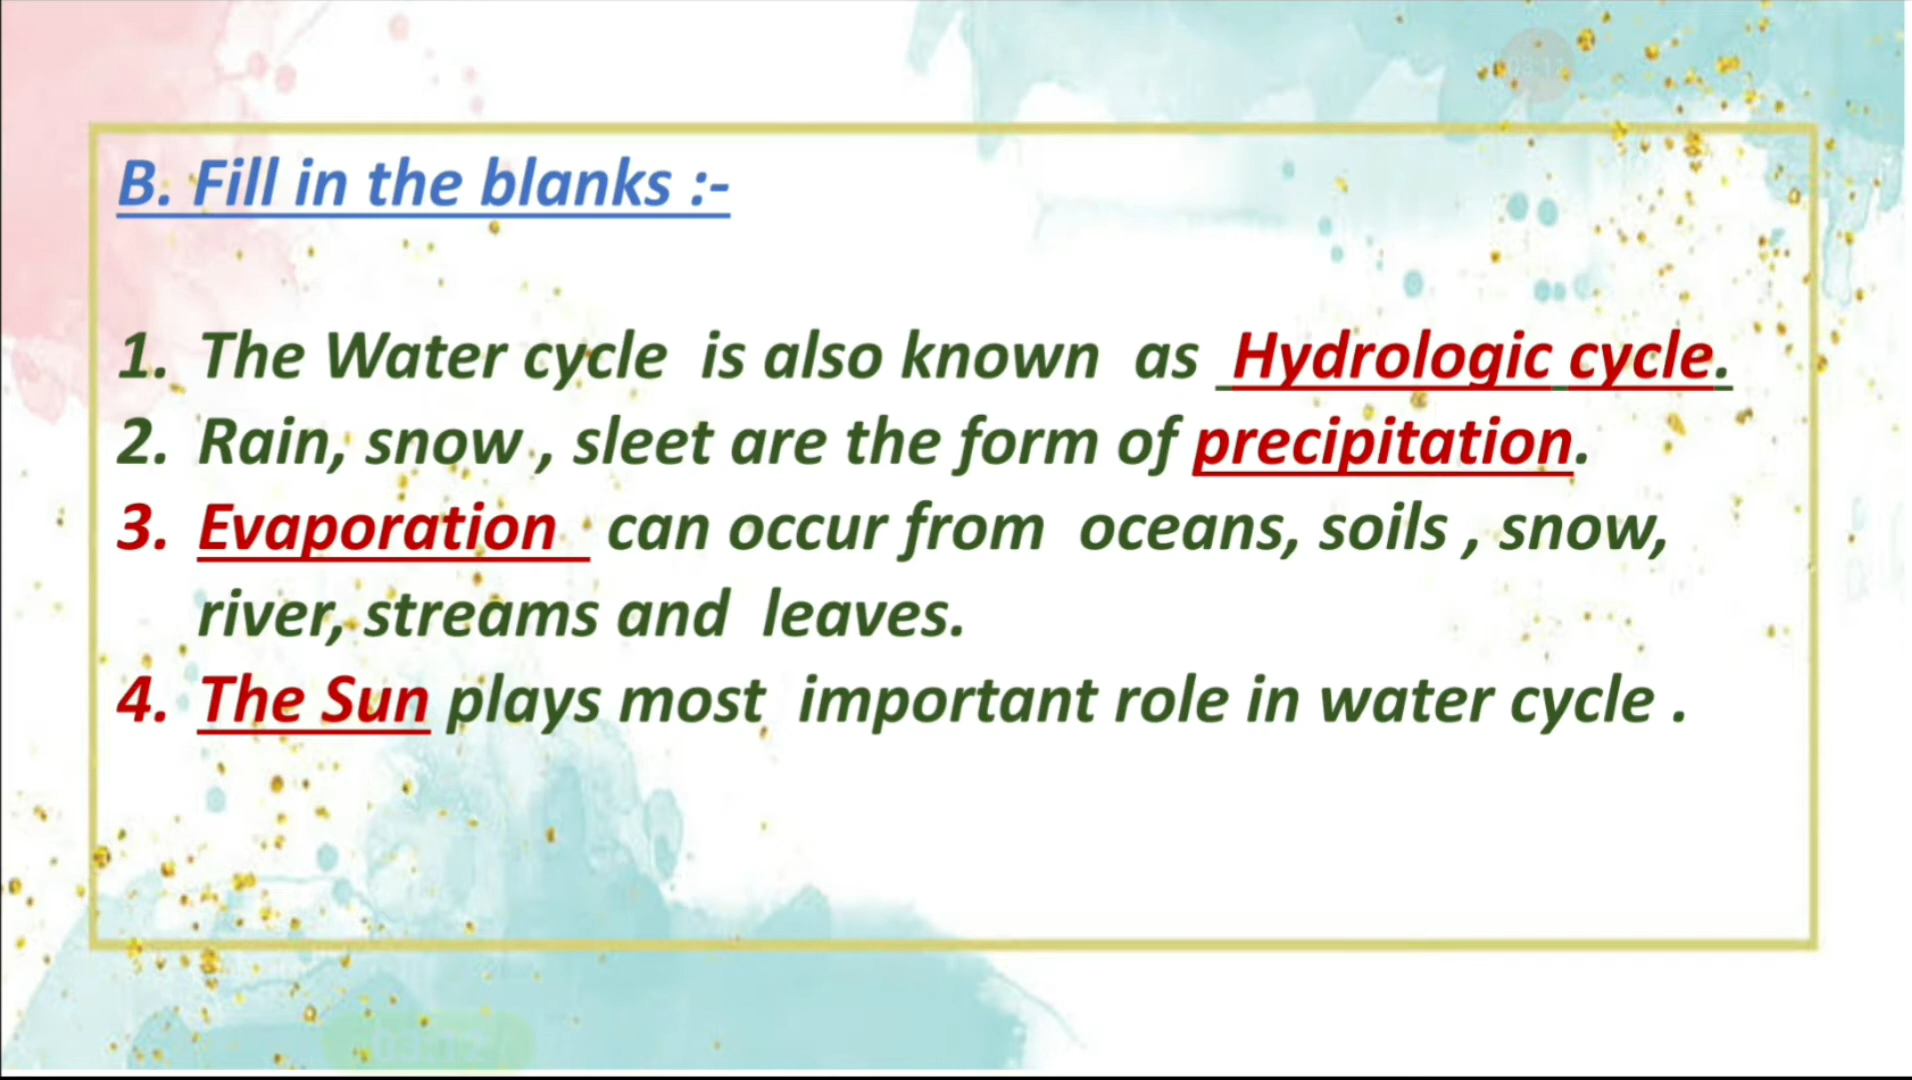 B. Fill in the blanks :-
1. The Water cycle is also known as Hydrologic cycle.
2. Rain, snow , sleet are the form of precipitation.
3. Evaporation can occur from oceans, soils , snow,
river, streams and leaves.
4. The Sun plays most important role in water cycle .